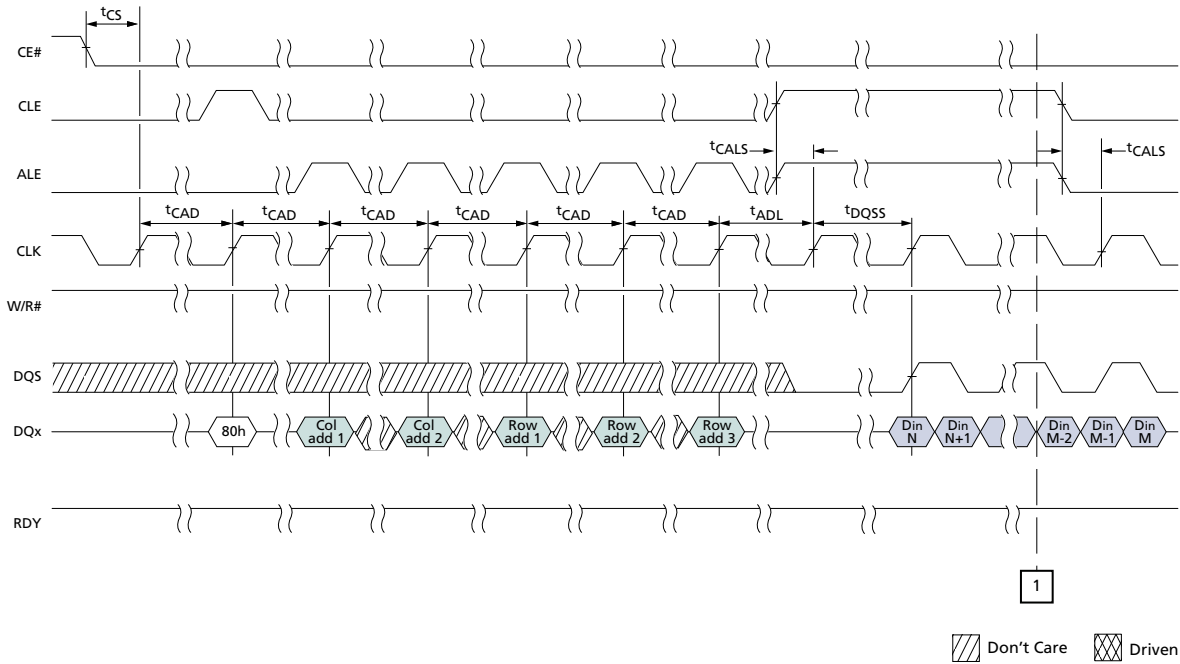 tCS
CE#
CLE
tCALS
tCALS
ALE
tCAD
tCAD
tCAD
tCAD
tCAD
tCAD
tADL
tDQSS
CLK
W/R#
DQS
DQx
80h
Col
add 1
Col
add 2
Row
add 1
Row
add 2
Row
add 3
Din
N
Din
N+1
Din
M-2
Din
M-1
Din
M
RDY
1
Don't Care
Driven